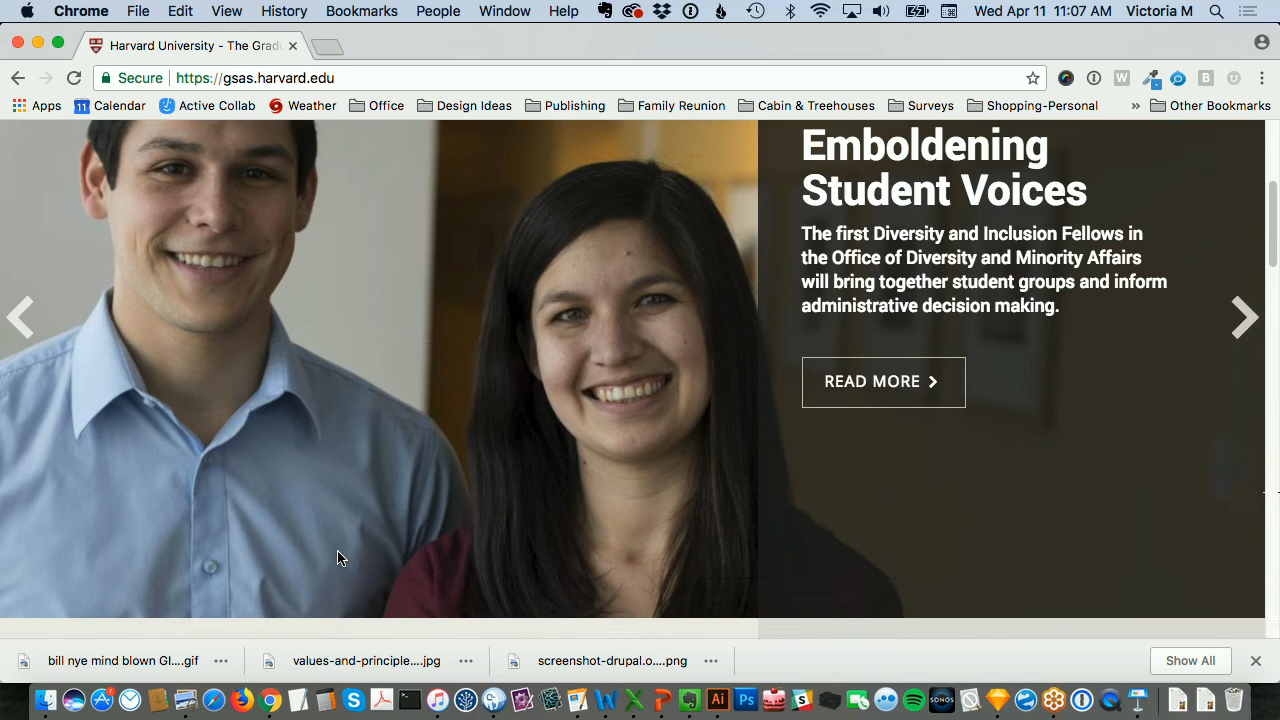 Chrome File Edit View History Bookmarks People Window Help Wed Apr 11 11:07 AM Victoria M
Harvard University - The Grad
Secure https://gsas.harvard.edu
Apps 11 Calendar Active Collab Weather Office Design Ideas Publishing Family Reunion Cabin & Treehouses Surveys Shopping-Personal » Other Bookmarks
Emboldening
Student Voices
The first Diversity and Inclusion Fellows in
the Office of Diversity and Minority Affairs
will bring together student groups and inform
administrative decision making.
READ MORE
bill nye mind blown GI....gif values-and-principle....jpg screenshot-drupal.o....png Show All
Ai Ps SONOS